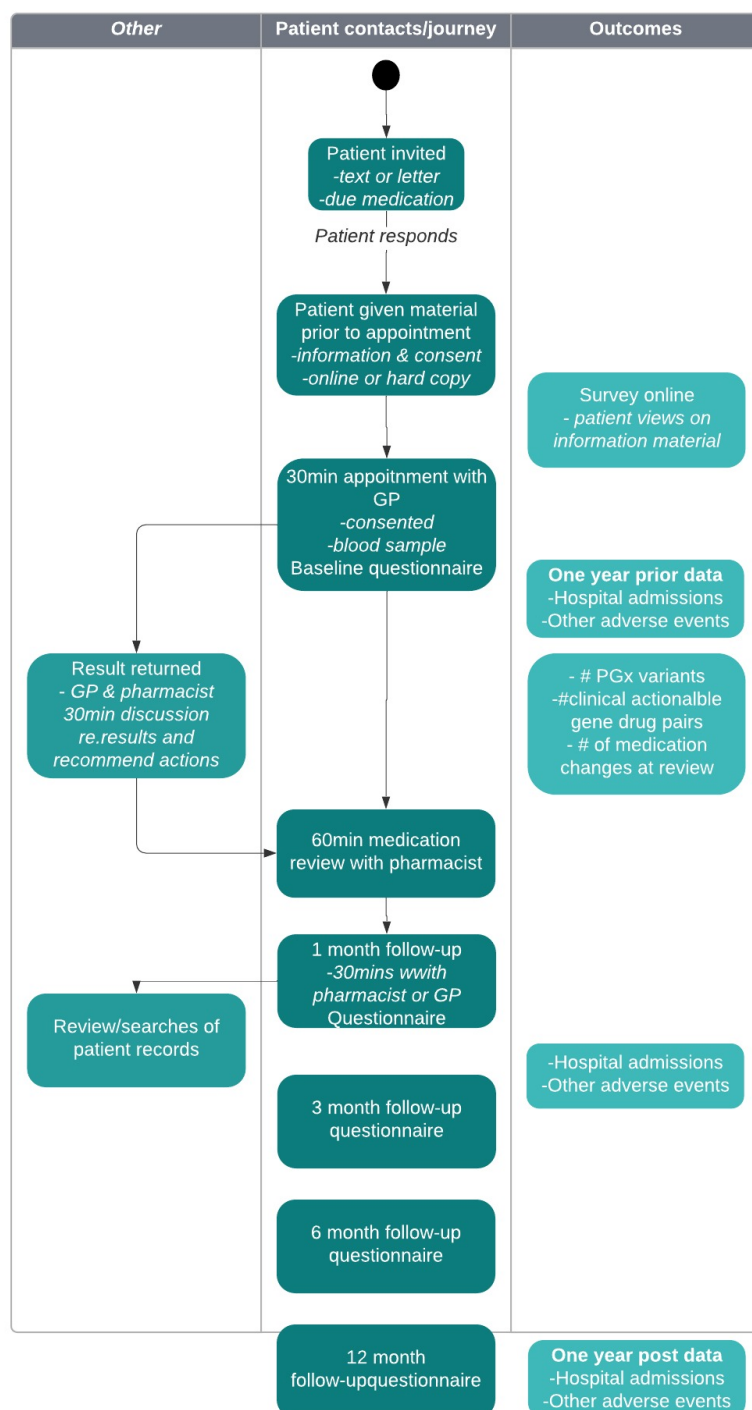 Other
Patient contacts/journey
Outcomes
Patient invited
-text or letter
-due medication
Patient responds
Patient given material
prior to appointment
-information & consent
-online or hard copy
Survey online
- patient views on
information material
30min appoitnment with
GP
-consented
-blood sample
Baseline questionnaire
One year prior data
-Hospital admissions
-Other adverse events
Result returned
- GP & pharmacist
30min discussion
re.results and
recommend actions
- # PGx variants
-#clinical actionalble
gene drug pairs
- # of medication
changes at review
60min medication
review with pharmacist
1 month follow-up
-30mins wwith
pharmacist or GP
Questionnaire
Review/searches of
patient records
-Hospital admissions
-Other adverse events
3 month follow-up
questionnaire
6 month follow-up
questionnaire
12 month
follow-upquestionnaire
One year post data
-Hospital admissions
-Other adverse events